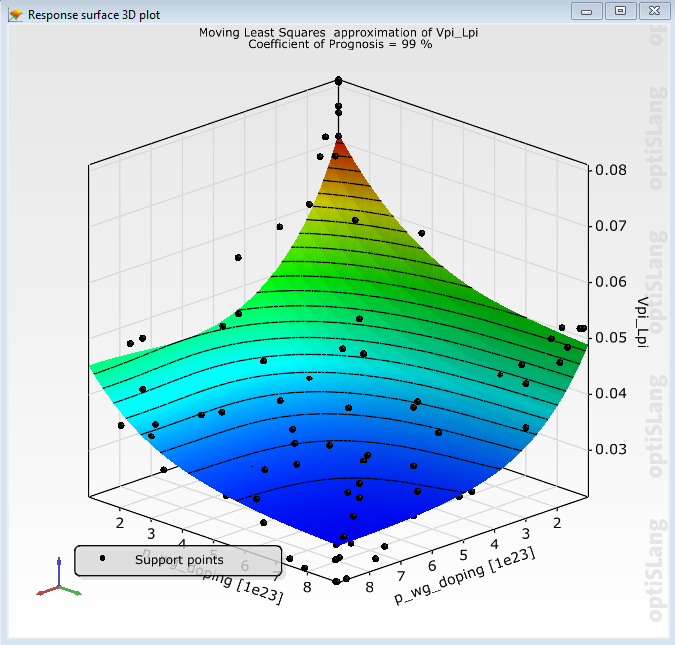 Response surface 3D plot
Moving Least Squares approximation of Vpi_Lpi
Coefficient of Prognosis = 99 %
optiSLang
optiSLang
optiSLang
optiSLang
0.08
0.07
0.06
0.05
0.04
0.03
Vpi_Lpi
2
3
4
5
6
7
8
n_wg_doping [1e23]
8
7
6
5
4
3
2
p_wg_doping [1e23]
Support points